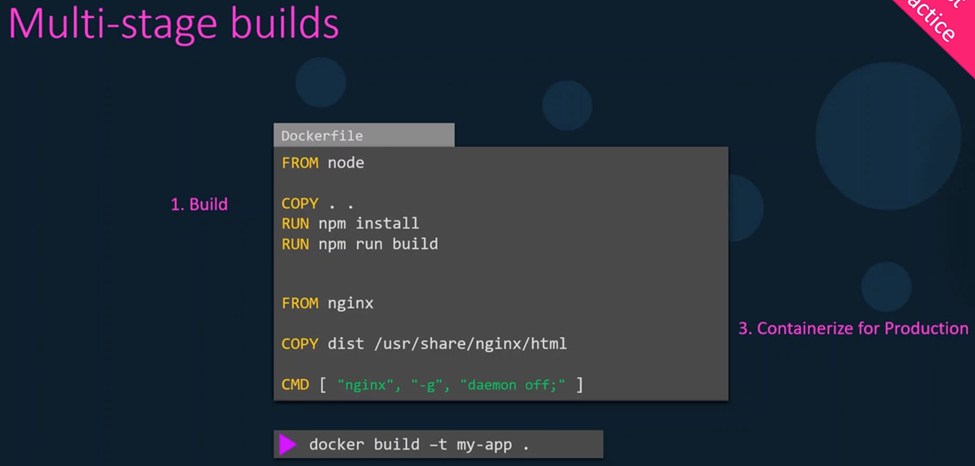 Multi-stage builds
Dockerfile
FROM node
1. Build
COPY . .
RUN npm install
RUN npm run build
FROM nginx
3. Containerize for Production
COPY dist /usr/share/nginx/html
CMD [ "nginx", "-g", "daemon off;" ]
docker build –t my-app .